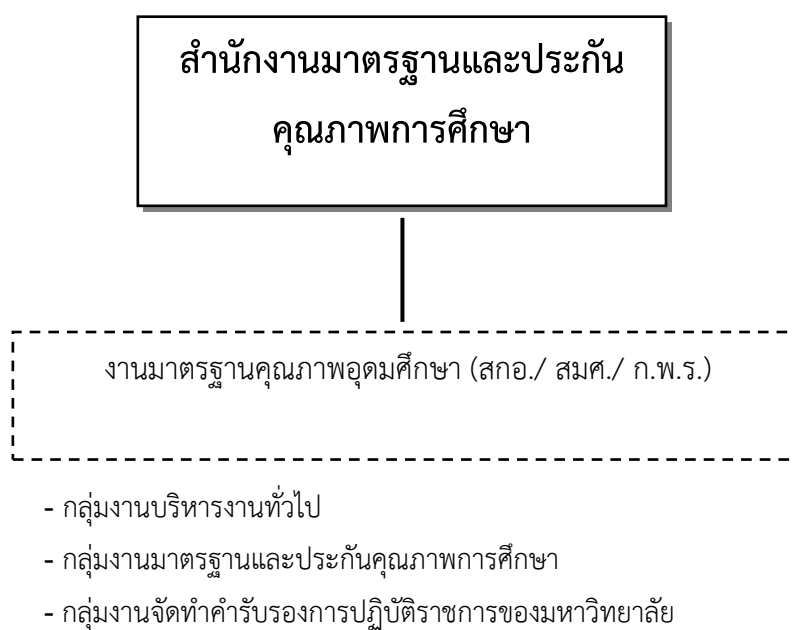 สำนักงานมาตรฐานและประกัน
คุณภาพการศึกษา
งานมาตรฐานคุณภาพอุดมศึกษา (สกอ./ สมศ./ ก.พ.ร.)
- กลุ่มงานบริหารงานทั่วไป
- กลุ่มงานมาตรฐานและประกันคุณภาพการศึกษา
- กลุ่มงานจัดทำคำรับรองการปฏิบัติราชการของมหาวิทยาลัย